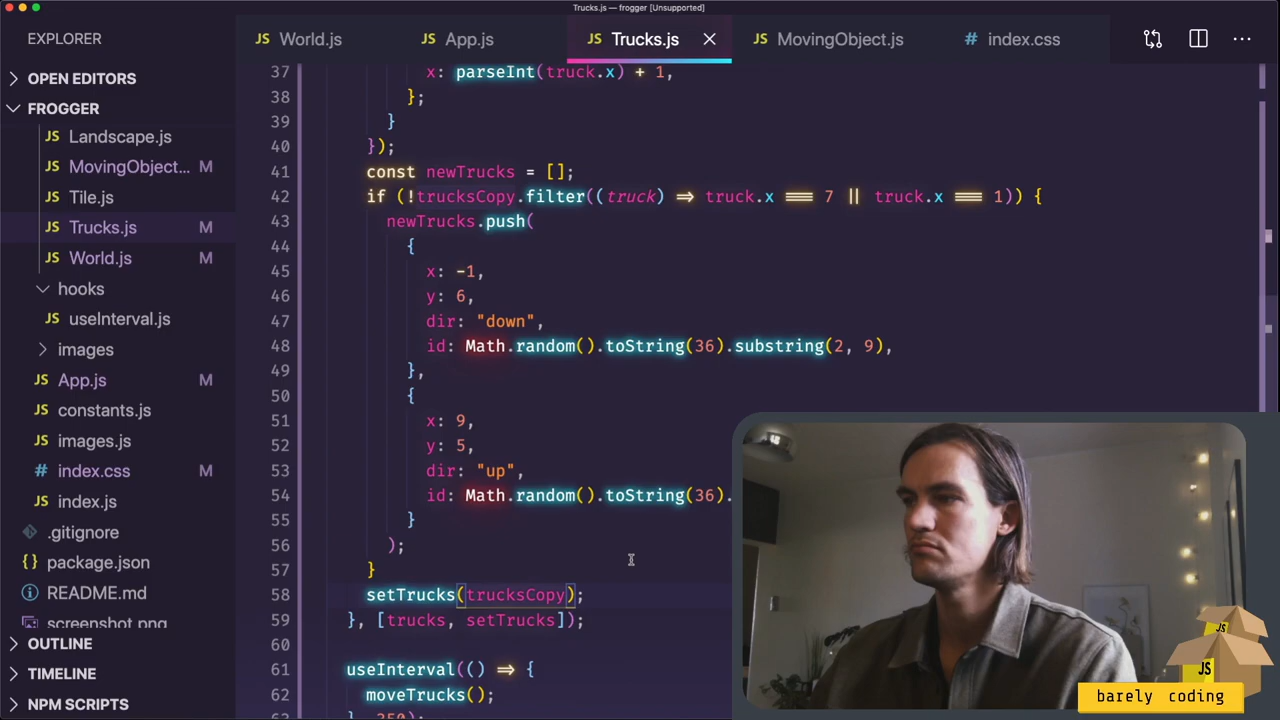 Trucks.js — frogger [Unsupported]
EXPLORER
JS World.js
JS App.js
JS Trucks.js
JS MovingObject.js
# index.css
OPEN EDITORS
FROGGER
JS Landscape.js
JS MovingObject... M
JS Tile.js
JS Trucks.js M
JS World.js M
hooks
JS useInterval.js
images
JS App.js M
JS constants.js
JS images.js
# index.css M
JS index.js
.gitignore
{} package.json
README.md
screenshot.png
OUTLINE
TIMELINE
NPM SCRIPTS
37 x: parseInt(truck.x) + 1,
38 };
39 }
40 });
41 const newTrucks = [];
42 if (!trucksCopy.filter((truck) => truck.x === 7 || truck.x === 1)) {
43 newTrucks.push(
44 {
45 x: -1,
46 y: 6,
47 dir: "down",
48 id: Math.random().toString(36).substring(2, 9),
49 },
50 {
51 x: 9,
52 y: 5,
53 dir: "up",
54 id: Math.random().toString(36).
55 }
56 );
57 }
58 setTrucks(trucksCopy);
59 }, [trucks, setTrucks]);
60
61 useInterval(() => {
62 moveTrucks();
63 }, 250);
JS
JS
barely coding